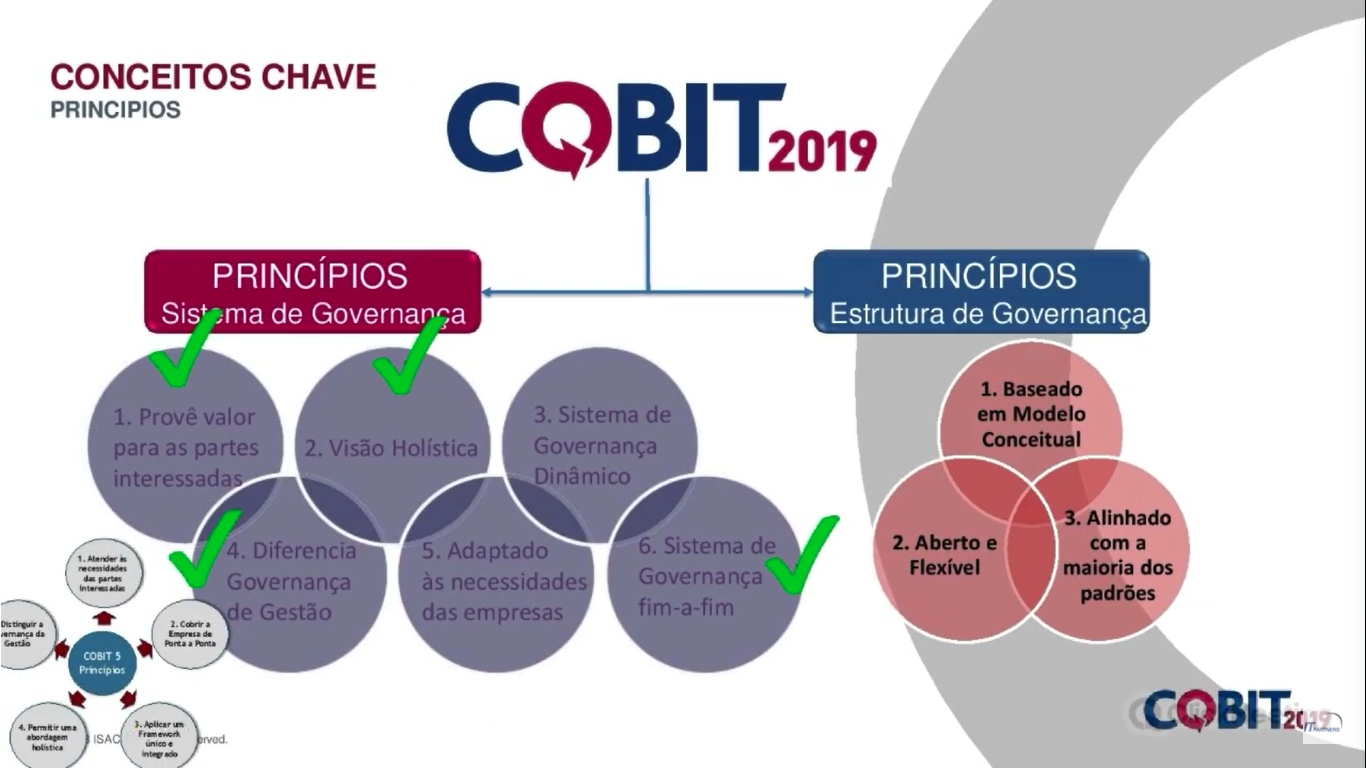 CONCEITOS CHAVE
PRINCIPIOS
COBIT 2019
PRINCÍPIOS
Sistema de Governança
PRINCÍPIOS
Estrutura de Governança
1. Provê valor
para as partes
interessadas
2. Visão Holística
3. Sistema de
Governança
Dinâmico
4. Diferencia
Governança
de Gestão
5. Adaptado
às necessidades
das empresas
6. Sistema de
Governança
fim-a-fim
1. Baseado
em Modelo
Conceitual
2. Aberto e
Flexível
3. Alinhado
com a
maioria dos
padrões
1. Atender às
necessidades
das partes
Interessadas
2. Cobrir a
Empresa de
Ponta a Ponta
3. Aplicar um
Framework
único e
integrado
4. Permitir uma
abordagem
holística
Distinguir a
vernança da
Gestão
COBIT 5
Princípios
ISAC
erved.
COBIT 2019